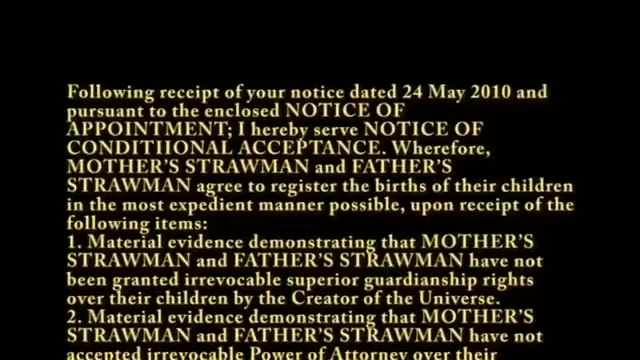 Following receipt of your notice dated 24 May 2010 and
pursuant to the enclosed NOTICE OF
APPOINTMENT; I hereby serve NOTICE OF
CONDITIIONAL ACCEPTANCE. Wherefore,
MOTHER'S STRAWMAN and FATHER'S
STRAWMAN agree to register the births of their children
in the most expedient manner possible, upon receipt of the
following items:
1. Material evidence demonstrating that MOTHER'S
STRAWMAN and FATHER'S STRAWMAN have not
been granted irrevocable superior guardianship rights
over their children by the Creator of the Universe.
2. Material evidence demonstrating that MOTHER'S
STRAWMAN and FATHER'S STRAWMAN have not
accepted irrevocable Power of Attorney over their